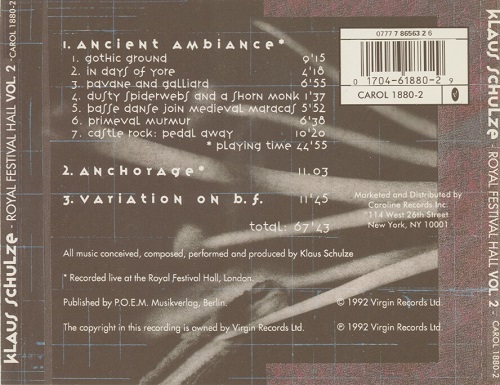 KLAUS SCHULZE - ROYAL FESTIVAL HALL VOL. 2 CAROL 1880-2
1. ANCIENT AMBIANCE*
1. GOTHIC GROUND 9'15
2. IN DAYS OF YORE 4'18
3. PAVANE AND GALLIARD 6'55
4. DUSTY SPIDERWEBS AND A SHORN MONK 1'37
5. BASSE DANSE JOIN MEDIEVAL MARACAS 5'52
6. PRIMEVAL MURMUR 6'38
7. CASTLE ROCK: PEDAL AWAY 10'20
* PLAYING TIME 44'55
2. ANCHORAGE* 11.03
3. VARIATION ON B.F. 11'45
TOTAL: 67'43
0777 7 86563 2 6
0 1704-61880-2 9
CAROL 1880-2
Marketed and Distributed by
Caroline Records Inc.
114 West 26th Street
New York, NY 10001
All music conceived, composed, performed and produced by Klaus Schulze
* Recorded live at the Royal Festival Hall, London.
Published by P.O.E.M. Musikverlag, Berlin.
© 1992 Virgin Records Ltd.
The copyright in this recording is owned by Virgin Records Ltd.
℗ 1992 Virgin Records Ltd.
KLAUS SCHULZE - ROYAL FESTIVAL HALL VOL. 2 - CAROL 1880-2